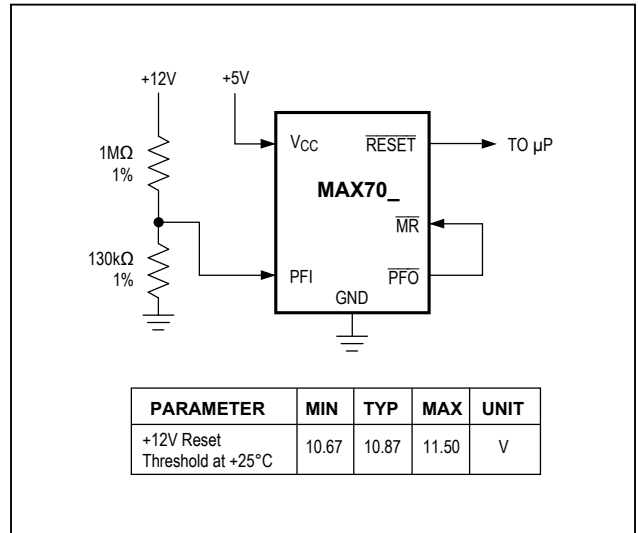 +12V +5V
1MΩ
1%
130kΩ
1%
VCC RESET
TO µP
MAX70_
MR
PFI PFO
GND
PARAMETER MIN TYP MAX UNIT
+12V Reset
Threshold at +25°C 10.67 10.87 11.50 V